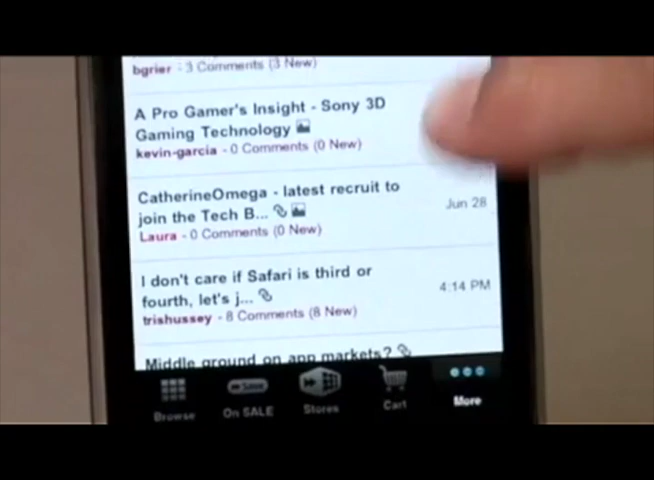 bgrier - 3 Comments (3 New)
A Pro Gamer's Insight - Sony 3D
Gaming Technology
kevin-garcia - 0 Comments (0 New)
CatherineOmega - latest recruit to
join the Tech B...
Jun 28
Laura - 0 Comments (0 New)
I don't care if Safari is third or
fourth, let's j...
4:14 PM
trishussey - 8 Comments (8 New)
Middle ground on app markets?
Browse
Save
On SALE
Stores
Cart
More